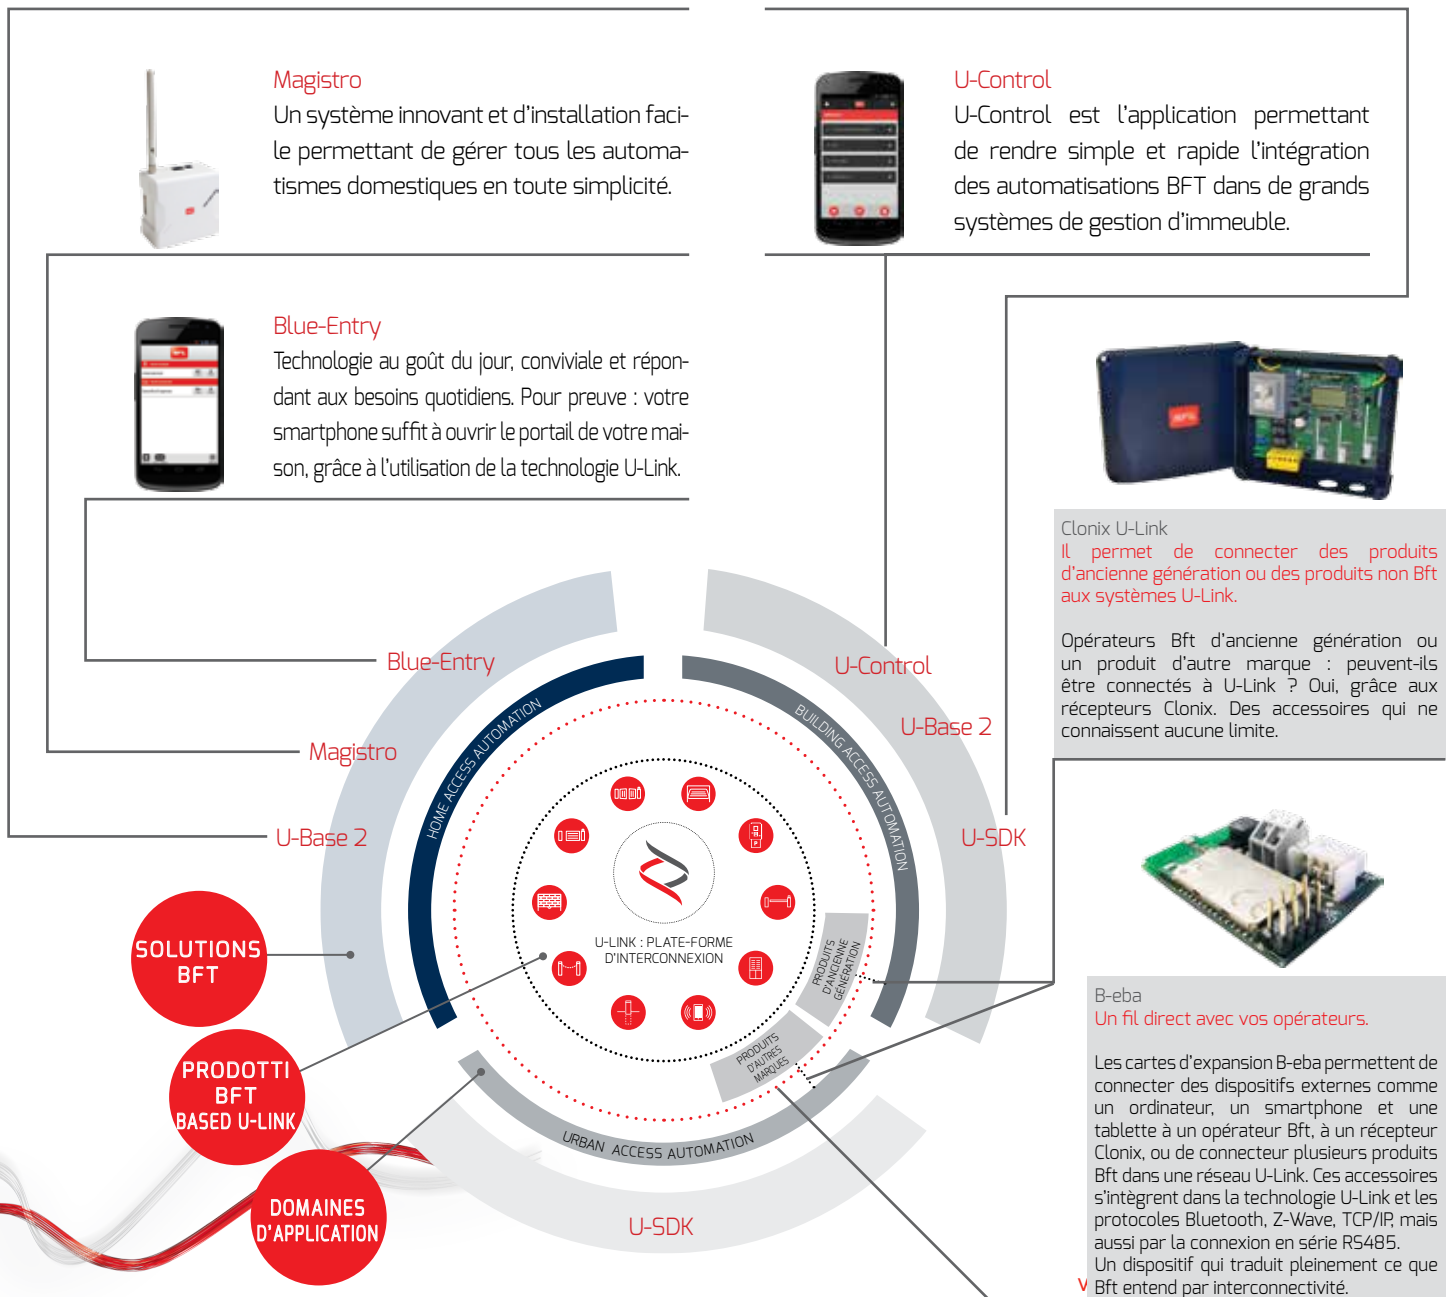 Magistro
Un système innovant et d'installation faci-
le permettant de gérer tous les automa-
tismes domestiques en toute simplicité.
U-Control
U-Control est l'application permettant
de rendre simple et rapide l'intégration
des automatisations BFT dans de grands
systèmes de gestion d'immeuble.
Blue-Entry
Technologie au goût du jour, conviviale et répon-
dant aux besoins quotidiens. Pour preuve : votre
smartphone suffit à ouvrir le portail de votre mai-
son, grâce à l'utilisation de la technologie U-Link.
Clonix U-Link
Il permet de connecter des produits
d'ancienne génération ou des produits non Bft
aux systèmes U-Link.
Opérateurs Bft d'ancienne génération ou
un produit d'autre marque : peuvent-ils
être connectés à U-Link ? Oui, grâce aux
récepteurs Clonix. Des accessoires qui ne
connaissent aucune limite.
Blue-Entry
Magistro
U-Base 2
U-Control
U-Base 2
U-SDK
HOME ACCESS AUTOMATION
BUILDING ACCESS AUTOMATION
URBAN ACCESS AUTOMATION
U-LINK : PLATE-FORME
D'INTERCONNEXION
PRODUITS
D'ANCIENNE
GÉNÉRATION
PRODUITS
D'AUTRES
MARQUES
U-SDK
SOLUTIONS
BFT
PRODOTTI
BFT
BASED U-LINK
DOMAINES
D'APPLICATION
B-eba
Un fil direct avec vos opérateurs.
Les cartes d'expansion B-eba permettent de
connecter des dispositifs externes comme
un ordinateur, un smartphone et une
tablette à un opérateur Bft, à un récepteur
Clonix, ou de connecteur plusieurs produits
Bft dans une réseau U-Link. Ces accessoires
s'intègrent dans la technologie U-Link et les
protocoles Bluetooth, Z-Wave, TCP/IP, mais
aussi par la connexion en série RS485.
Un dispositif qui traduit pleinement ce que
Bft entend par interconnectivité.